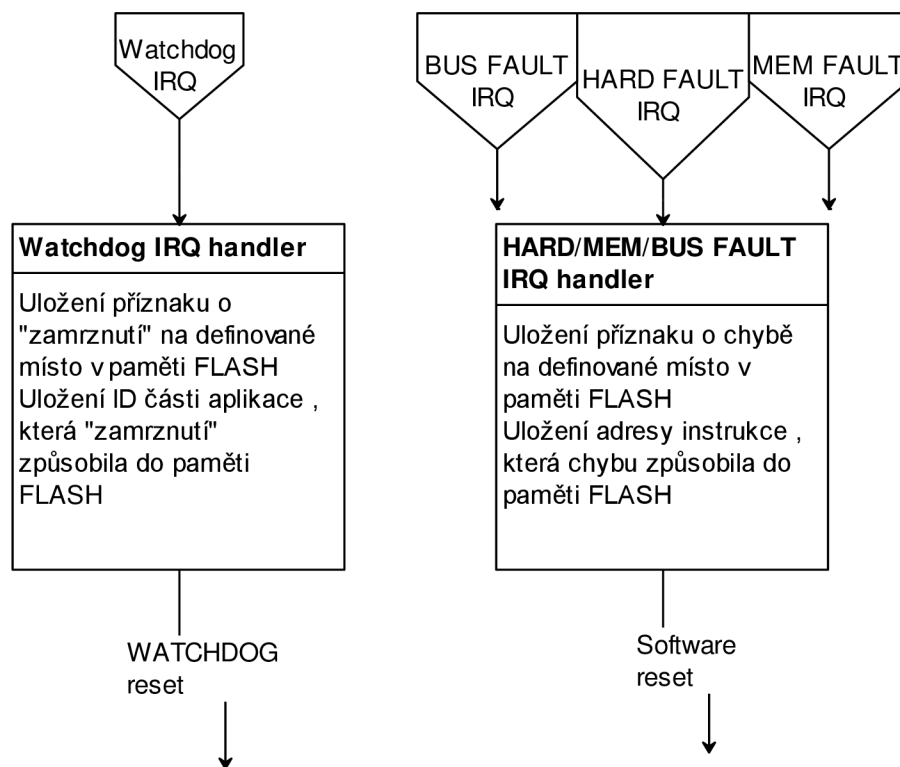 Watchdog
IRQ
BUS FAULT
IRQ
HARD FAULT
IRQ
MEM FAULT
IRQ
Watchdog IRQ handler
Uložení příznaku o
"zamrznutí" na definované
místo v paměti FLASH
Uložení ID části aplikace ,
která "zamrznutí"
způsobila do paměti
FLASH
HARD/MEM/BUS FAULT
IRQ handler
Uložení příznaku o chybě
na definované místo v
paměti FLASH
Uložení adresy instrukce ,
která chybu způsobila do
paměti FLASH
WATCHDOG
reset
Software
reset